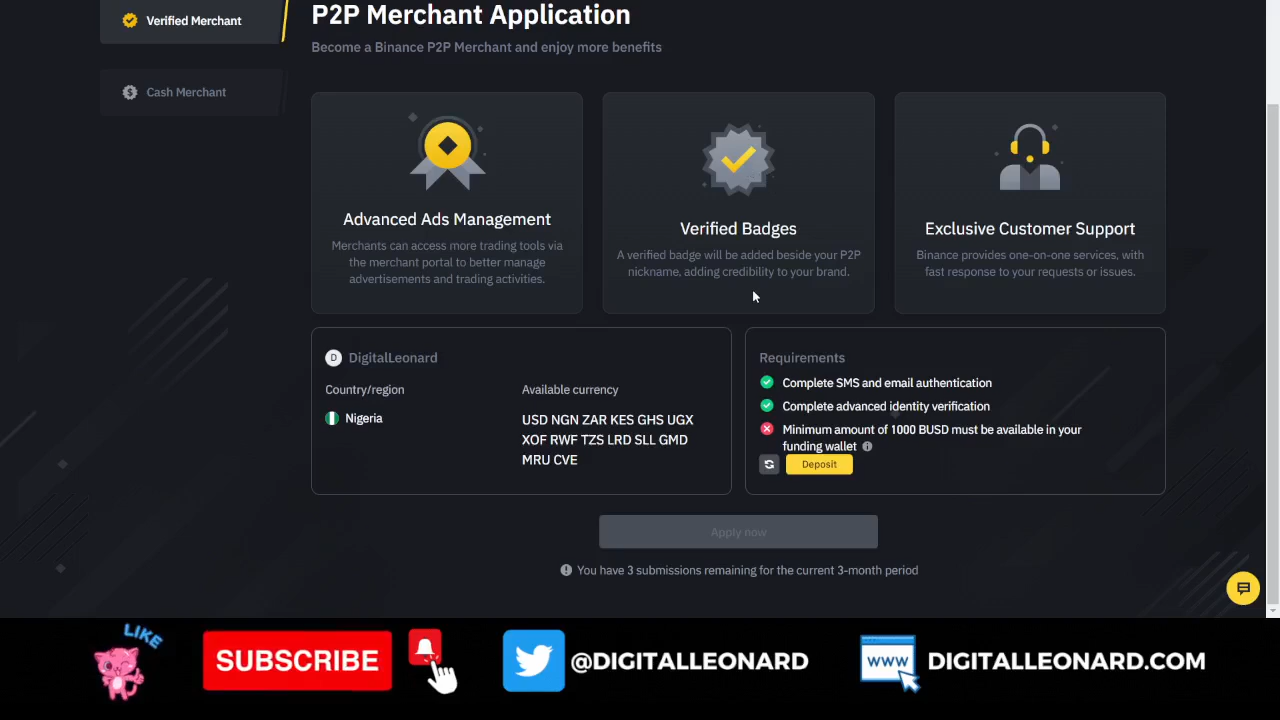 Verified Merchant
Cash Merchant
P2P Merchant Application
Become a Binance P2P Merchant and enjoy more benefits
Advanced Ads Management
Merchants can access more trading tools via
the merchant portal to better manage
advertisements and trading activities.
Verified Badges
A verified badge will be added beside your P2P
nickname, adding credibility to your brand.
Exclusive Customer Support
Binance provides one-on-one services, with
fast response to your requests or issues.
D DigitalLeonard
Country/region
Nigeria
Available currency
USD NGN ZAR KES GHS UGX
XOF RWF TZS LRD SLL GMD
MRU CVE
Requirements
Complete SMS and email authentication
Complete advanced identity verification
Minimum amount of 1000 BUSD must be available in your
funding wallet
Deposit
Apply now
You have 3 submissions remaining for the current 3-month period
LIKE
SUBSCRIBE
@DIGITALLEONARD
WWW
DIGITALLEONARD.COM